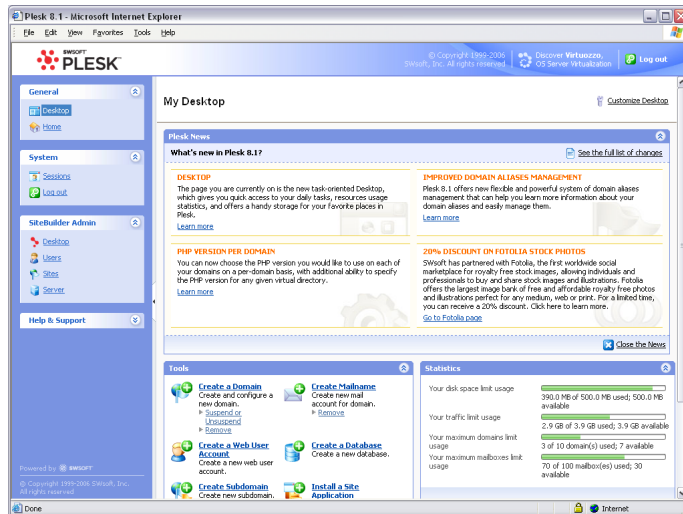 Plesk 8.1 - Microsoft Internet Explorer
File Edit View Favorites Tools Help
SWSOFT
PLESK
© Copyright 1999-2006
SWsoft, Inc. All rights reserved
Discover Virtuozzo,
OS Server Virtualization
Log out
General
Desktop
Home
System
Sessions
Log out
SiteBuilder Admin
Desktop
Users
Sites
Server
Help & Support
Powered by SWSOFT
© Copyright 1999-2006 SWsoft, Inc.
All rights reserved
My Desktop
Customize Desktop
Plesk News
What's new in Plesk 8.1?
See the full list of changes
DESKTOP
The page you are currently on is the new task-oriented Desktop,
which gives you quick access to your daily tasks, resources usage
statistics, and offers a handy storage for your favorite places in
Plesk.
Learn more
IMPROVED DOMAIN ALIASES MANAGEMENT
Plesk 8.1 offers new flexible and powerful system of domain aliases
management that can help you learn more information about your
domain aliases and easily manage them.
Learn more
PHP VERSION PER DOMAIN
You can now choose the PHP version you would like to use on each of
your domains on a per-domain basis, with additional ability to specify
the PHP version for any given virtual directory.
Learn more
20% DISCOUNT ON FOTOLIA STOCK PHOTOS
SWsoft has partnered with Fotolia, the first worldwide social
marketplace for royalty free stock images, allowing individuals and
professionals to buy and share stock images and illustrations. Fotolia
offers the largest image bank of free and affordable royalty free photos
and illustrations perfect for any medium, web or print. For a limited time,
you can receive a 20% discount. Click here to learn more.
Go to Fotolia page
Close the News
Tools
Create a Domain
Create and configure a
new domain.
Suspend or
Unsuspend
Remove
Create Mailname
Create new mail
account for domain.
Remove
Create a Web User
Account
Create a new web user
account.
Create a Database
Create a new database.
Create Subdomain
Create new subdomain.
Install a Site
Application
Statistics
Your disk space limit usage
390.0 MB of 500.0 MB used; 500.0 MB
available
Your traffic limit usage
2.9 GB of 3.9 GB used; 3.9 GB available
Your maximum domains limit
usage
3 of 10 domain(s) used; 7 available
Your maximum mailboxes limit
usage
70 of 100 mailbox(es) used; 30
available
Done
Internet